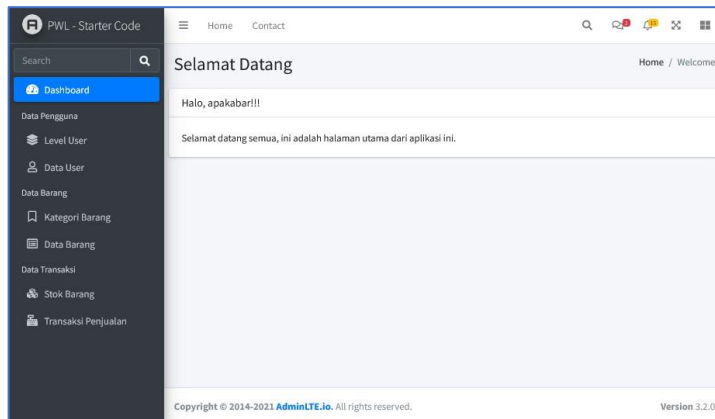 PWL - Starter Code
Home Contact
3
15
Search
Selamat Datang
Home / Welcome
Dashboard
Halo, apakabar!!!
Data Pengguna
Selamat datang semua, ini adalah halaman utama dari aplikasi ini.
Level User
Data User
Data Barang
Kategori Barang
Data Barang
Data Transaksi
Stok Barang
Transaksi Penjualan
Copyright © 2014-2021 AdminLTE.io. All rights reserved.
Version 3.2.0